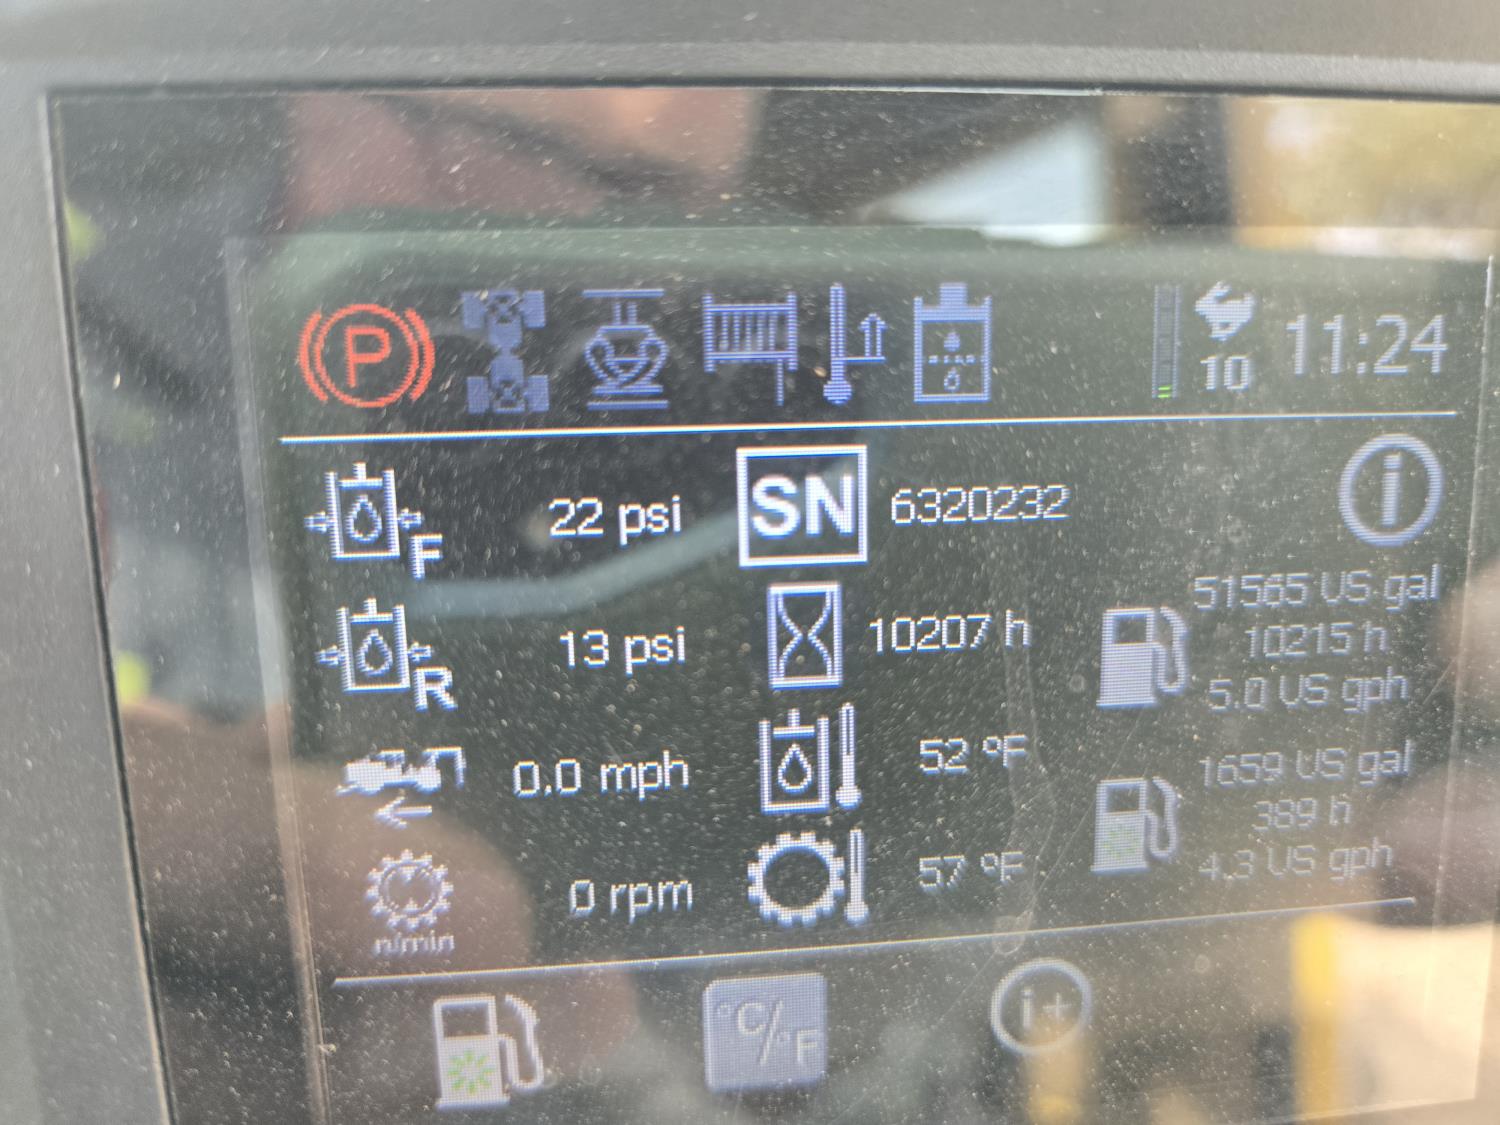 P
10
11:24
F
22 psi
SN
6320232
i
R
13 psi
10207 h
51565 US gal
10215 h
5.0 US gph
0.0 mph
52 °F
1659 US gal
389 h
4.3 US gph
n/min
0 rpm
57 °F
°C/°F
i+